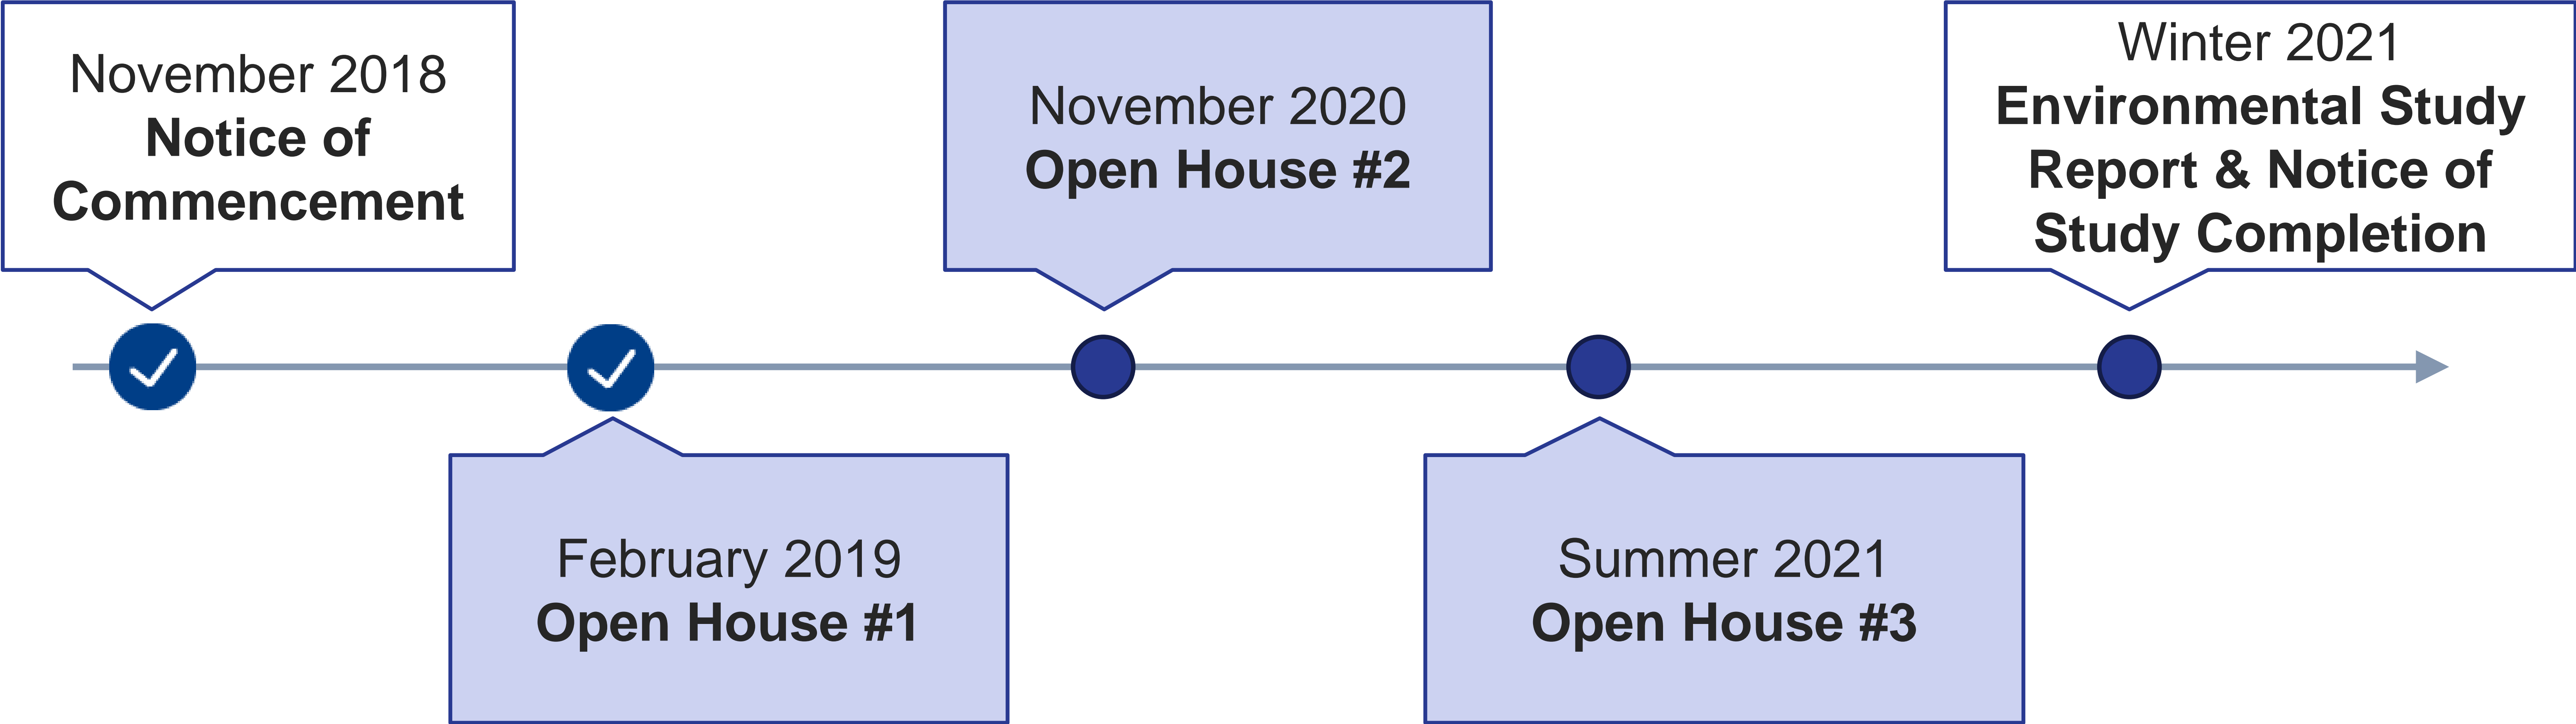 November 2018
Notice of
Commencement
February 2019
Open House #1
November 2020
Open House #2
Summer 2021
Open House #3
Winter 2021
Environmental Study
Report & Notice of
Study Completion